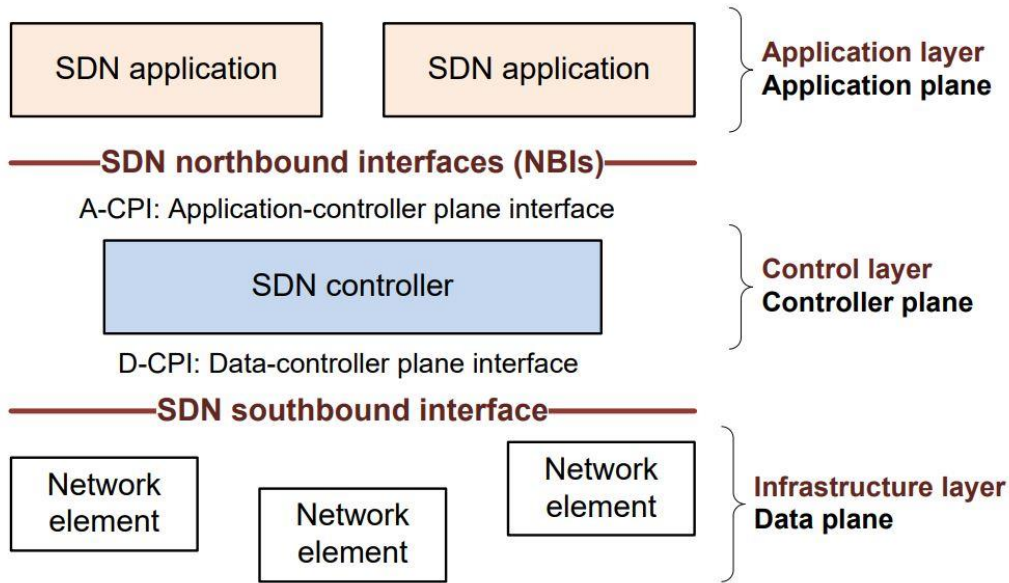 SDN application
SDN application
Application layer
Application plane
SDN northbound interfaces (NBIs)
A-CPI: Application-controller plane interface
SDN controller
Control layer
Controller plane
D-CPI: Data-controller plane interface
SDN southbound interface
Network
element
Network
element
Network
element
Infrastructure layer
Data plane